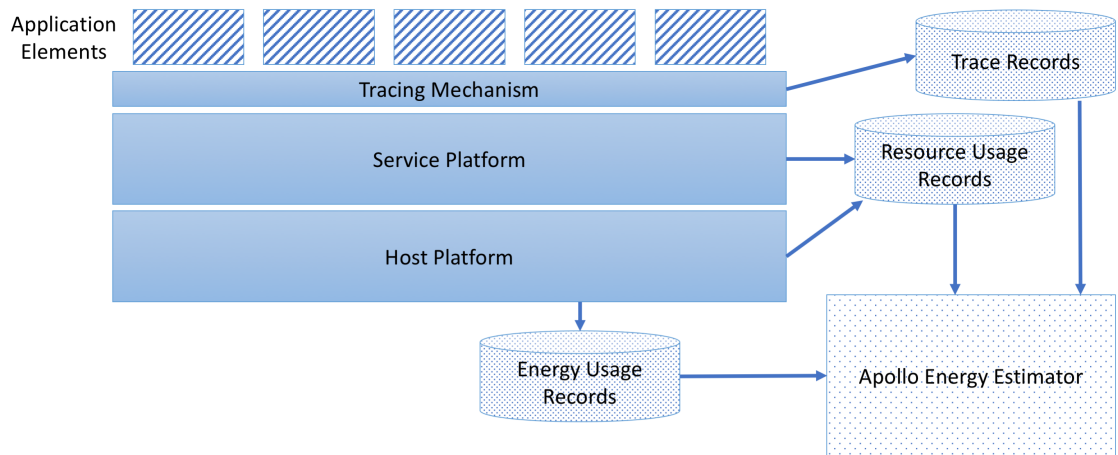 Application
Elements
Trace Records
Tracing Mechanism
Service Platform
Resource Usage
Records
Host Platform
Energy Usage
Records
Apollo Energy Estimator